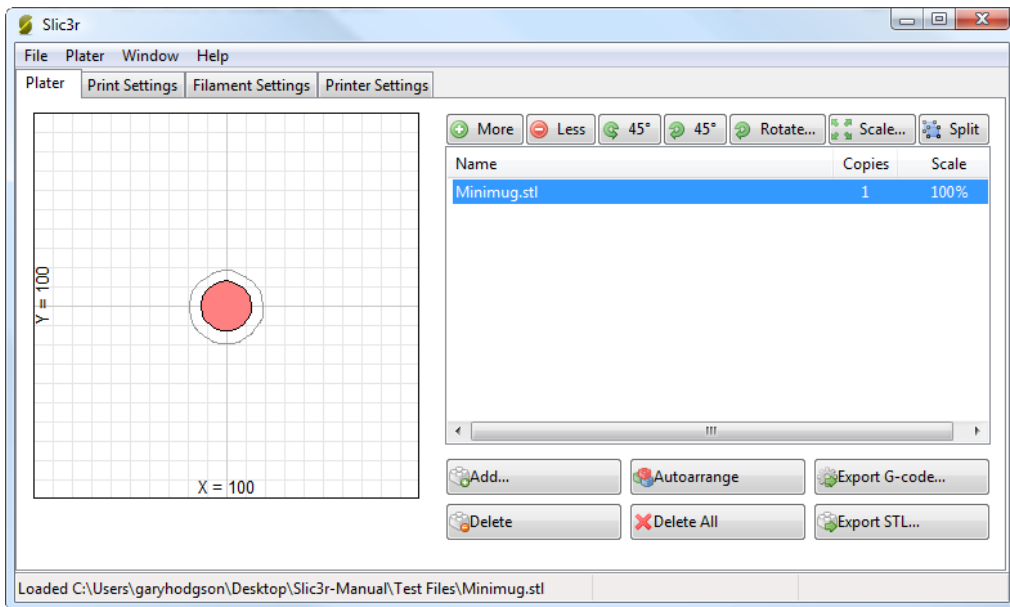 Slic3r
File Plater Window Help
Plater Print Settings Filament Settings Printer Settings
More Less 45° 45° Rotate... Scale... Split
Name Copies Scale
Minimug.stl 1 100%
Y = 100
X = 100
Add... Autoarrange Export G-code...
Delete Delete All Export STL...
Loaded C:\Users\garyhodgson\Desktop\Slic3r-Manual\Test Files\Minimug.stl